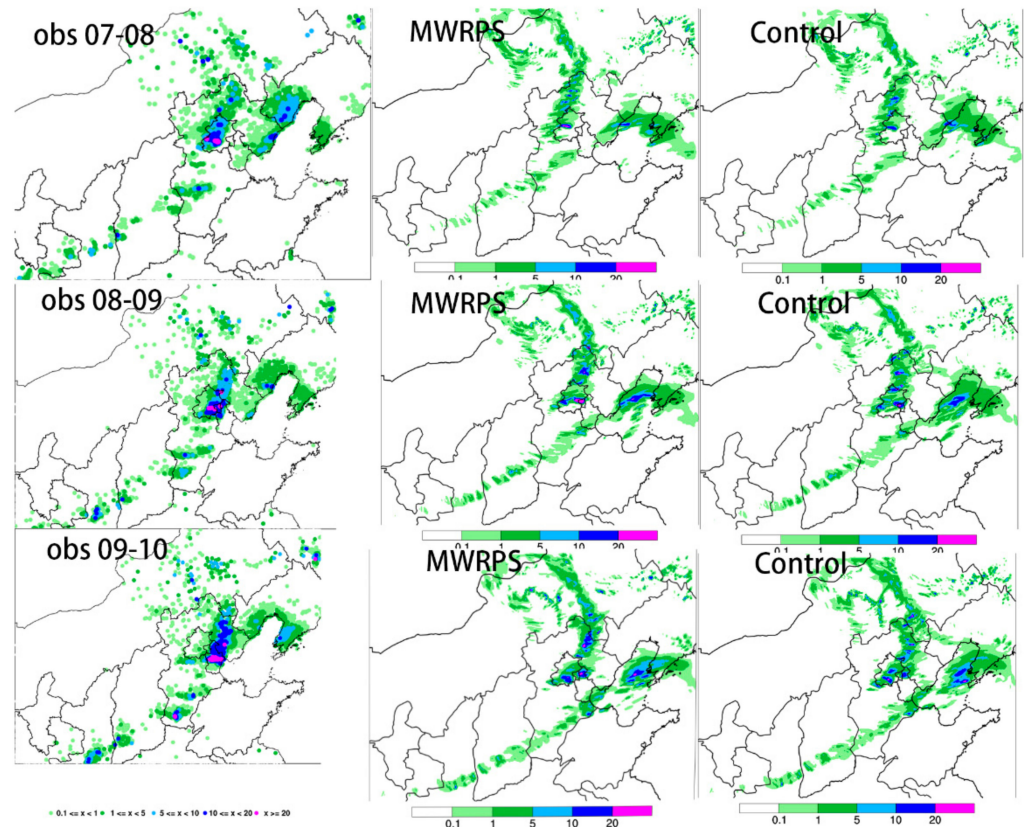 obs 07-08
MWRPS
Control
0.1 1 5 10 20
0.1 1 5 10 20
obs 08-09
MWRPS
Control
0.1 1 5 10 20
0.1 1 5 10 20
obs 09-10
MWRPS
Control
0.1 <= x < 1 1 <= x < 5 5 <= x < 10 10 <= x < 20 x >= 20
0.1 1 5 10 20
0.1 1 5 10 20